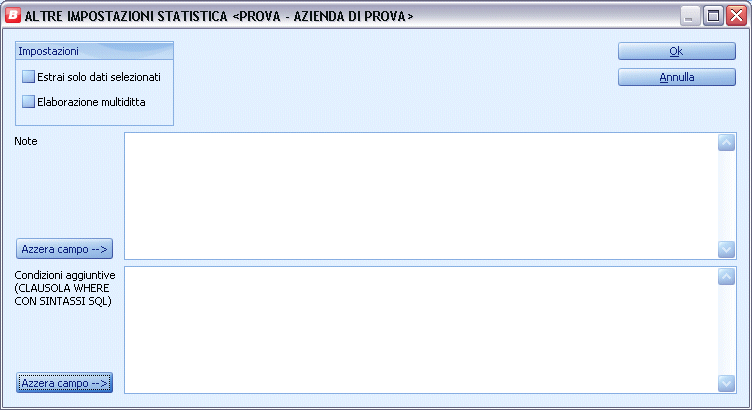 B ALTRE IMPOSTAZIONI STATISTICA <PROVA - AZIENDA DI PROVA>
Impostazioni
Estrai solo dati selezionati
Elaborazione multiditta
Ok
Annulla
Note
Azzera campo -->
Condizioni aggiuntive
(CLAUSOLA WHERE
CON SINTASSI SQL)
Azzera campo -->